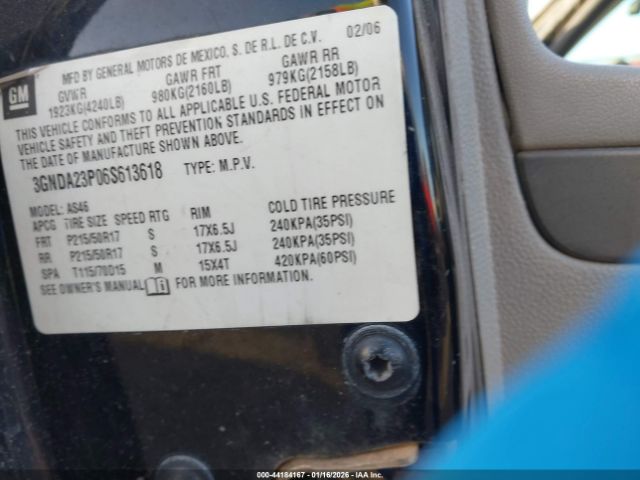 GM
MFD BY GENERAL MOTORS DE MEXICO, S. DE R.L. DE C.V. 02/06
GVWR GAWR FRT GAWR RR
1923KG(4240LB) 980KG(2160LB) 979KG(2158LB)
THIS VEHICLE CONFORMS TO ALL APPLICABLE U.S. FEDERAL MOTOR
VEHICLE SAFETY AND THEFT PREVENTION STANDARDS IN EFFECT ON
THE DATE OF MANUFACTURE SHOWN ABOVE.
3GNDA23P06S613618 TYPE: M.P.V.
MODEL: AS46
APCG TIRE SIZE SPEED RTG RIM COLD TIRE PRESSURE
FRT P215/50R17 S 17X6.5J 240KPA(35PSI)
RR P215/50R17 S 17X6.5J 240KPA(35PSI)
SPA T115/70D15 M 15X4T 420KPA(60PSI)
SEE OWNER'S MANUAL FOR MORE INFORMATION.
000-44184167 - 01/16/2026 - IAAI.COM